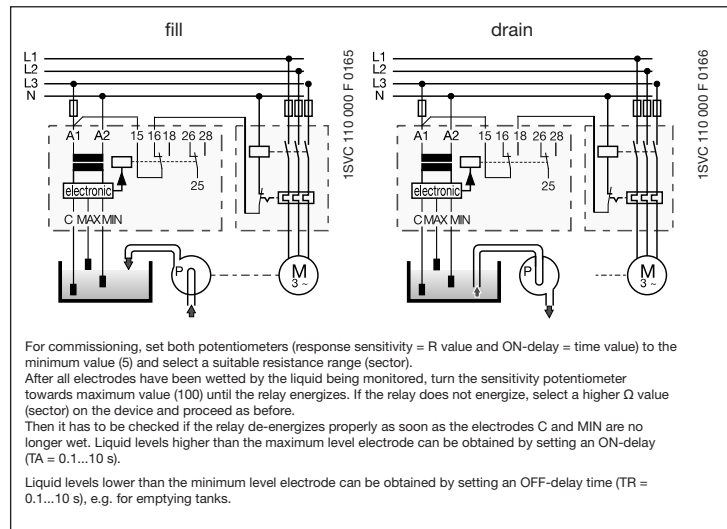 fill
drain
L1
L2
L3
N
A1 A2 15 16 18 26 28
25
electronic
C MAX MIN
P
M
3 ~
1SVC 110 000 F 0165
L1
L2
L3
N
A1 A2 15 16 18 26 28
25
electronic
C MAX MIN
P
M
3 ~
1SVC 110 000 F 0166
For commissioning, set both potentiometers (response sensitivity = R value and ON-delay = time value) to the
minimum value (5) and select a suitable resistance range (sector).
After all electrodes have been wetted by the liquid being monitored, turn the sensitivity potentiometer
towards maximum value (100) until the relay energizes. If the relay does not energize, select a higher Ω value
(sector) on the device and proceed as before.
Then it has to be checked if the relay de-energizes properly as soon as the electrodes C and MIN are no
longer wet. Liquid levels higher than the maximum level electrode can be obtained by setting an ON-delay
(TA = 0.1...10 s).
Liquid levels lower than the minimum level electrode can be obtained by setting an OFF-delay time (TR =
0.1...10 s), e.g. for emptying tanks.